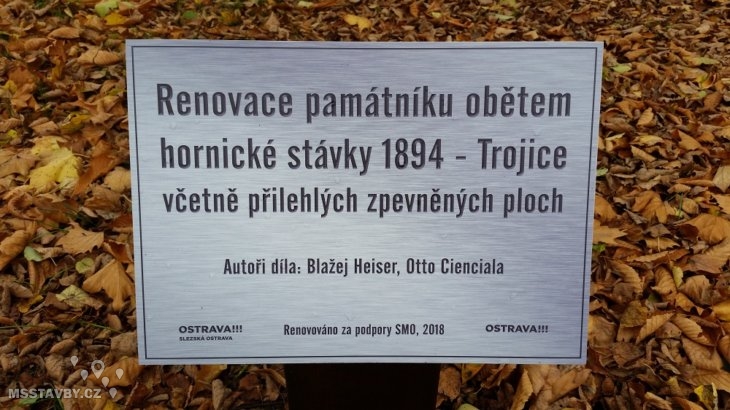 Renovace památníku obětem
hornické stávky 1894 - Trojice
včetně přilehlých zpevněných ploch
Autoři díla: Blažej Heiser, Otto Cienciala
OSTRAVA!!!
SLEZSKÁ OSTRAVA
Renovováno za podpory SMO, 2018
OSTRAVA!!!
MSSTAVBY.CZ